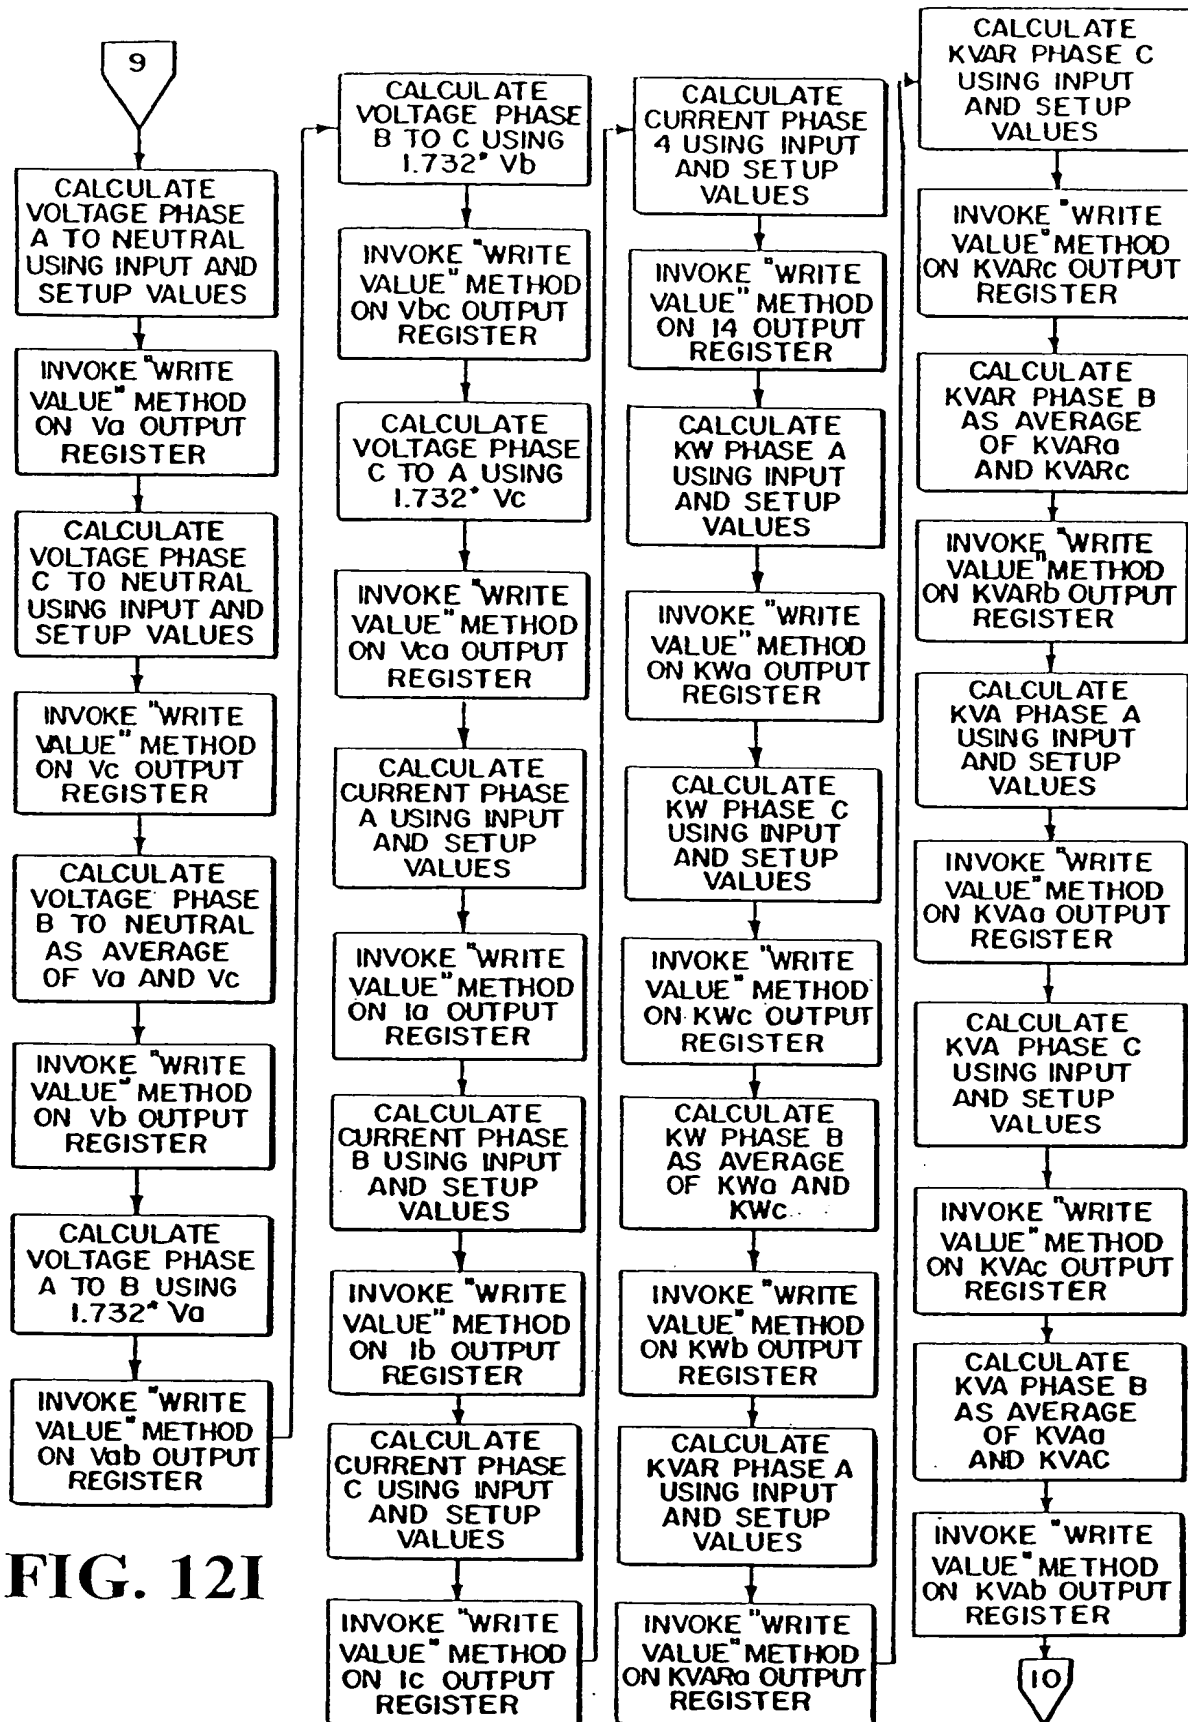 9
CALCULATE
VOLTAGE PHASE
A TO NEUTRAL
USING INPUT AND
SETUP VALUES
INVOKE "WRITE
VALUE" METHOD
ON Va OUTPUT
REGISTER
CALCULATE
VOLTAGE PHASE
C TO NEUTRAL
USING INPUT AND
SETUP VALUES
INVOKE "WRITE
VALUE" METHOD
ON Vc OUTPUT
REGISTER
CALCULATE
VOLTAGE PHASE
B TO NEUTRAL
AS AVERAGE
OF Va AND Vc
INVOKE "WRITE
VALUE" METHOD
ON Vb OUTPUT
REGISTER
CALCULATE
VOLTAGE PHASE
A TO B USING
1.732* Va
INVOKE "WRITE
VALUE" METHOD
ON Vab OUTPUT
REGISTER
CALCULATE
VOLTAGE PHASE
B TO C USING
1.732* Vb
INVOKE "WRITE
VALUE" METHOD
ON Vbc OUTPUT
REGISTER
CALCULATE
VOLTAGE PHASE
C TO A USING
1.732* Vc
INVOKE "WRITE
VALUE" METHOD
ON Vca OUTPUT
REGISTER
CALCULATE
CURRENT PHASE
A USING INPUT
AND SETUP
VALUES
INVOKE "WRITE
VALUE" METHOD
ON Ia OUTPUT
REGISTER
CALCULATE
CURRENT PHASE
B USING INPUT
AND SETUP
VALUES
INVOKE "WRITE
VALUE" METHOD
ON Ib OUTPUT
REGISTER
CALCULATE
CURRENT PHASE
C USING INPUT
AND SETUP
VALUES
INVOKE "WRITE
VALUE" METHOD
ON Ic OUTPUT
REGISTER
CALCULATE
CURRENT PHASE
4 USING INPUT
AND SETUP
VALUES
INVOKE "WRITE
VALUE" METHOD
ON I4 OUTPUT
REGISTER
CALCULATE
KW PHASE A
USING INPUT
AND SETUP
VALUES
INVOKE "WRITE
VALUE" METHOD
ON KWa OUTPUT
REGISTER
CALCULATE
KW PHASE C
USING INPUT
AND SETUP
VALUES
INVOKE "WRITE
VALUE" METHOD
ON KWc OUTPUT
REGISTER
CALCULATE
KW PHASE B
AS AVERAGE
OF KWa AND
KWc
INVOKE "WRITE
VALUE" METHOD
ON KWb OUTPUT
REGISTER
CALCULATE
KVAR PHASE A
USING INPUT
AND SETUP
VALUES
INVOKE "WRITE
VALUE" METHOD
ON KVARa OUTPUT
REGISTER
CALCULATE
KVAR PHASE C
USING INPUT
AND SETUP
VALUES
INVOKE "WRITE
VALUE" METHOD
ON KVARc OUTPUT
REGISTER
CALCULATE
KVAR PHASE B
AS AVERAGE
OF KVARa
AND KVARc
INVOKE "WRITE
VALUE" METHOD
ON KVARb OUTPUT
REGISTER
CALCULATE
KVA PHASE A
USING INPUT
AND SETUP
VALUES
INVOKE "WRITE
VALUE" METHOD
ON KVAa OUTPUT
REGISTER
CALCULATE
KVA PHASE C
USING INPUT
AND SETUP
VALUES
INVOKE "WRITE
VALUE" METHOD
ON KVAc OUTPUT
REGISTER
CALCULATE
KVA PHASE B
AS AVERAGE
OF KVAa
AND KVAC
INVOKE "WRITE
VALUE" METHOD
ON KVAb OUTPUT
REGISTER
10
FIG. 12I